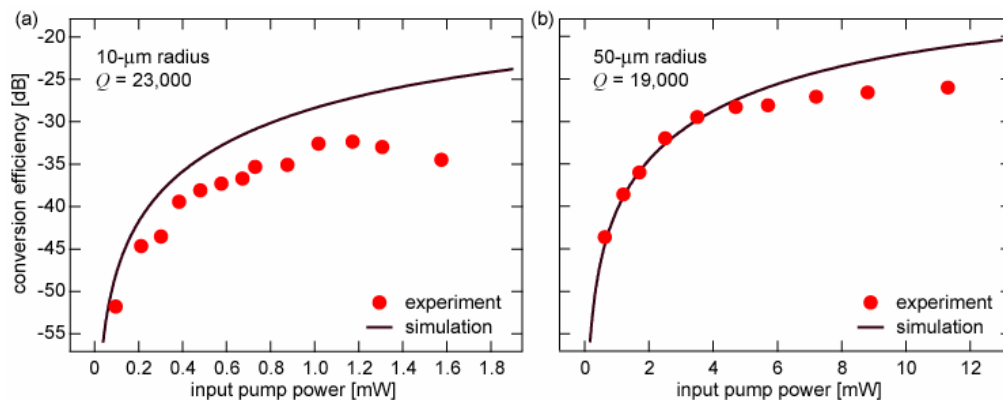 (a)
conversion efficiency [dB]
-20
-25
-30
-35
-40
-45
-50
-55
10-μm radius
Q = 23,000
experiment
simulation
0 0.2 0.4 0.6 0.8 1.0 1.2 1.4 1.6 1.8
input pump power [mW]
(b)
50-μm radius
Q = 19,000
experiment
simulation
0 2 4 6 8 10 12
input pump power [mW]